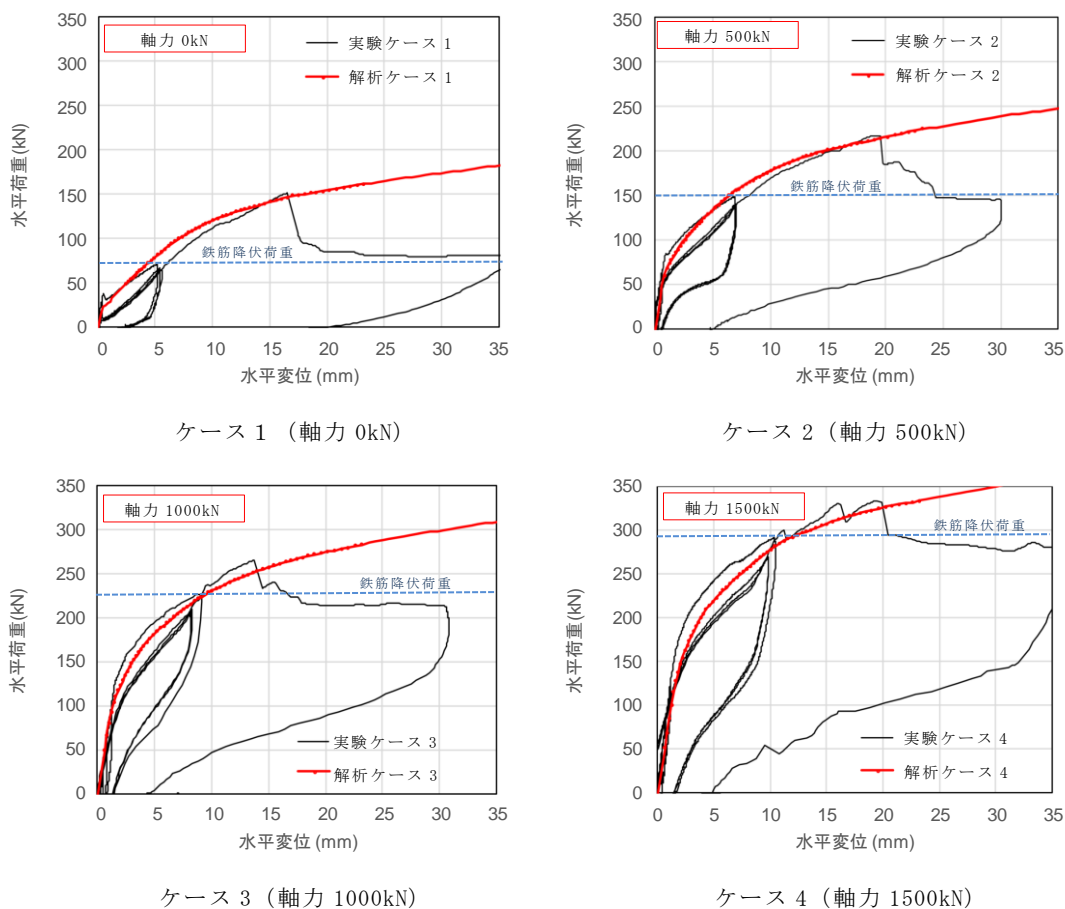 軸力 0kN
実験ケース1
解析ケース1
鉄筋降伏荷重
水平荷重(kN)
350
300
250
200
150
100
50
0
0 5 10 15 20 25 30 35
水平変位 (mm)
ケース1 (軸力 0kN)
軸力 500kN
実験ケース2
解析ケース2
鉄筋降伏荷重
水平荷重(kN)
350
300
250
200
150
100
50
0
0 5 10 15 20 25 30 35
水平変位 (mm)
ケース2 (軸力 500kN)
軸力 1000kN
鉄筋降伏荷重
実験ケース3
解析ケース3
水平荷重(kN)
350
300
250
200
150
100
50
0
0 5 10 15 20 25 30 35
水平変位 (mm)
ケース3 (軸力 1000kN)
軸力 1500kN
鉄筋降伏荷重
実験ケース4
解析ケース4
水平荷重(kN)
350
300
250
200
150
100
50
0
0 5 10 15 20 25 30 35
水平変位 (mm)
ケース4 (軸力 1500kN)